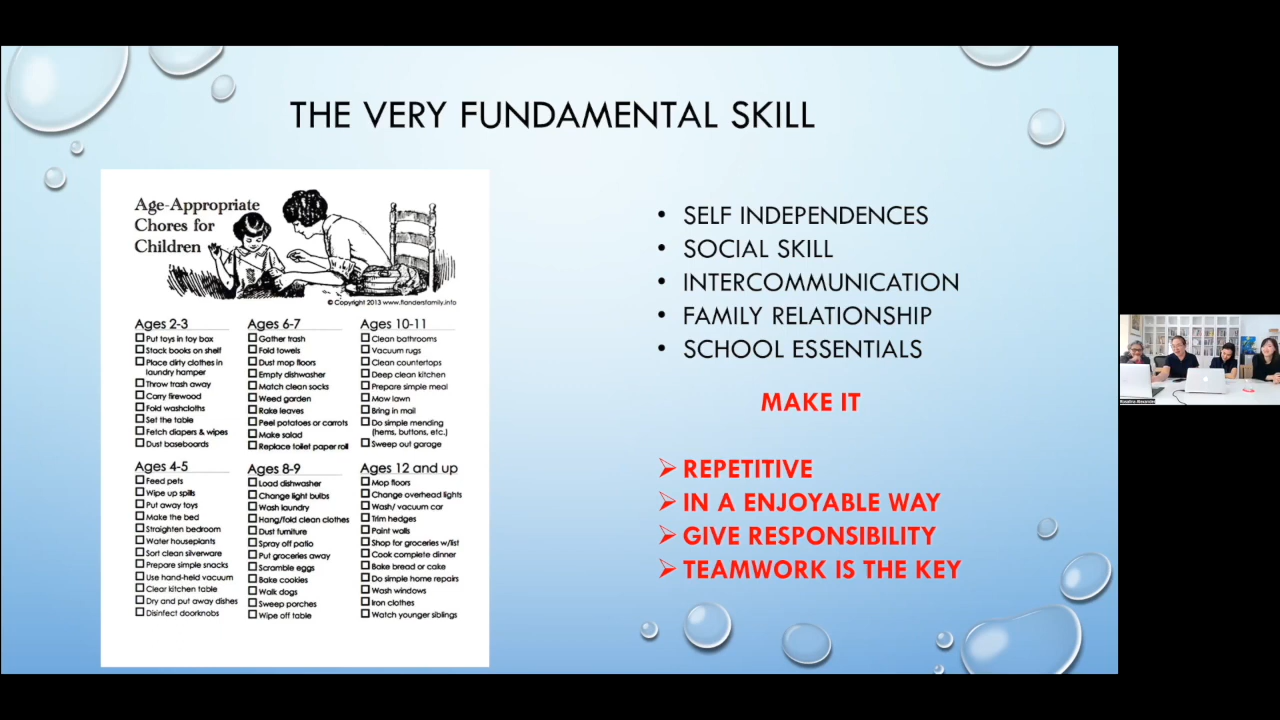 THE VERY FUNDAMENTAL SKILL
Age-Appropriate
Chores for
Children
© Copyright 2013 www.flandersfamily.info
Ages 2-3
Put toys in toy box
Stack books on shelf
Place dirty clothes in
laundry hamper
Throw trash away
Carry firewood
Fold washcloths
Set the table
Fetch diapers & wipes
Dust baseboards
Ages 4-5
Feed pets
Wipe up spills
Put away toys
Make the bed
Straighten bedroom
Water houseplants
Sort clean silverware
Prepare simple snacks
Use hand-held vacuum
Clear kitchen table
Dry and put away dishes
Disinfect doorknobs
Ages 6-7
Gather trash
Fold towels
Dust mop floors
Empty dishwasher
Match clean socks
Weed garden
Rake leaves
Peel potatoes or carrots
Make salad
Replace toilet paper roll
Ages 8-9
Load dishwasher
Change light bulbs
Wash laundry
Hang/fold clean clothes
Dust furniture
Spray off patio
Put groceries away
Scramble eggs
Bake cookies
Walk dogs
Sweep porches
Wipe off table
Ages 10-11
Clean bathrooms
Vacuum rugs
Clean countertops
Deep clean kitchen
Prepare simple meal
Mow lawn
Bring in mail
Do simple mending
(hems, buttons, etc.)
Sweep out garage
Ages 12 and up
Mop floors
Change overhead lights
Wash/ vacuum car
Trim hedges
Paint walls
Shop for groceries w/list
Cook complete dinner
Bake bread or cake
Do simple home repairs
Wash windows
Iron clothes
Watch younger siblings
• SELF INDEPENDENCES
• SOCIAL SKILL
• INTERCOMMUNICATION
• FAMILY RELATIONSHIP
• SCHOOL ESSENTIALS
MAKE IT
REPETITIVE
IN A ENJOYABLE WAY
GIVE RESPONSIBILITY
TEAMWORK IS THE KEY